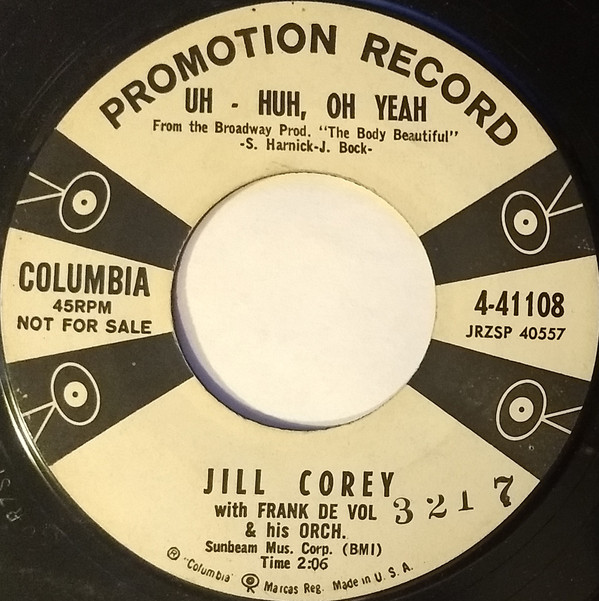 PROMOTION RECORD
UH - HUH, OH YEAH
From the Broadway Prod. "The Body Beautiful"
-S. Harnick-J. Bock-
COLUMBIA
45RPM
NOT FOR SALE
4-41108
JRZSP 40557
JILL COREY
with FRANK DE VOL
& his ORCH.
3217
Sunbeam Mus. Corp. (BMI)
Time 2:06
® "Columbia" Marcas Reg. Made in U. S. A.